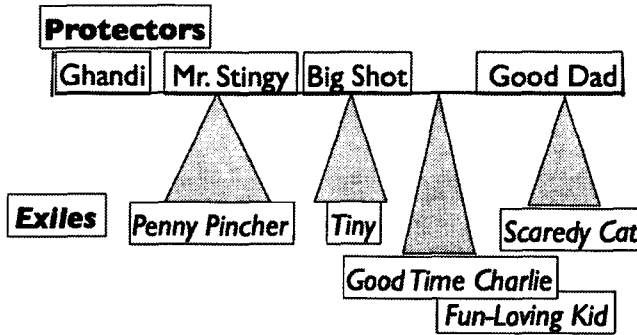 Protectors
Ghandi Mr. Stingy Big Shot Good Dad
Exiles Penny Pincher Tiny Scaredy Cat
Good Time Charlie
Fun-Loving Kid